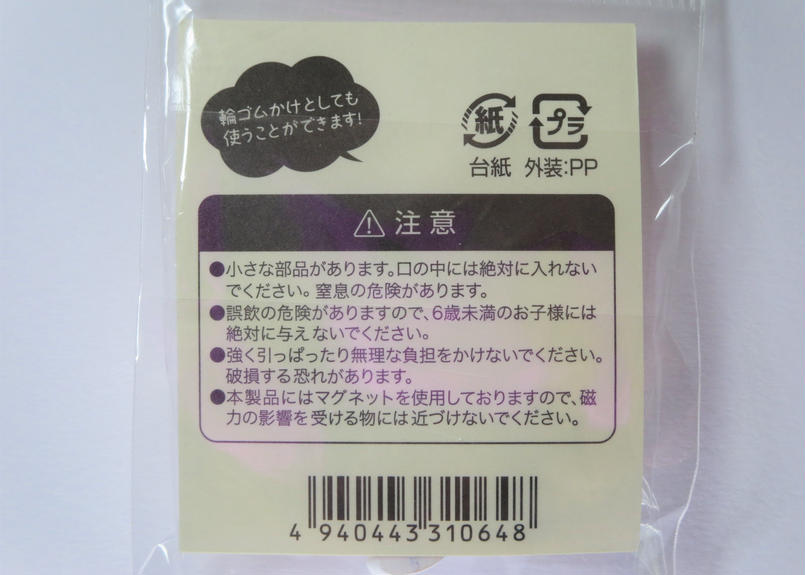 輪ゴムかけとしても
使うことができます!
紙 プラ
台紙 外装:PP
注意
●小さな部品があります。口の中には絶対に入れない
でください。窒息の危険があります。
●誤飲の危険がありますので、6歳未満のお子様には
絶対に与えないでください。
●強く引っぱったり無理な負担をかけないでください。
破損する恐れがあります。
●本製品にはマグネットを使用しておりますので、磁
力の影響を受ける物には近づけないでください。
4 940443 310648